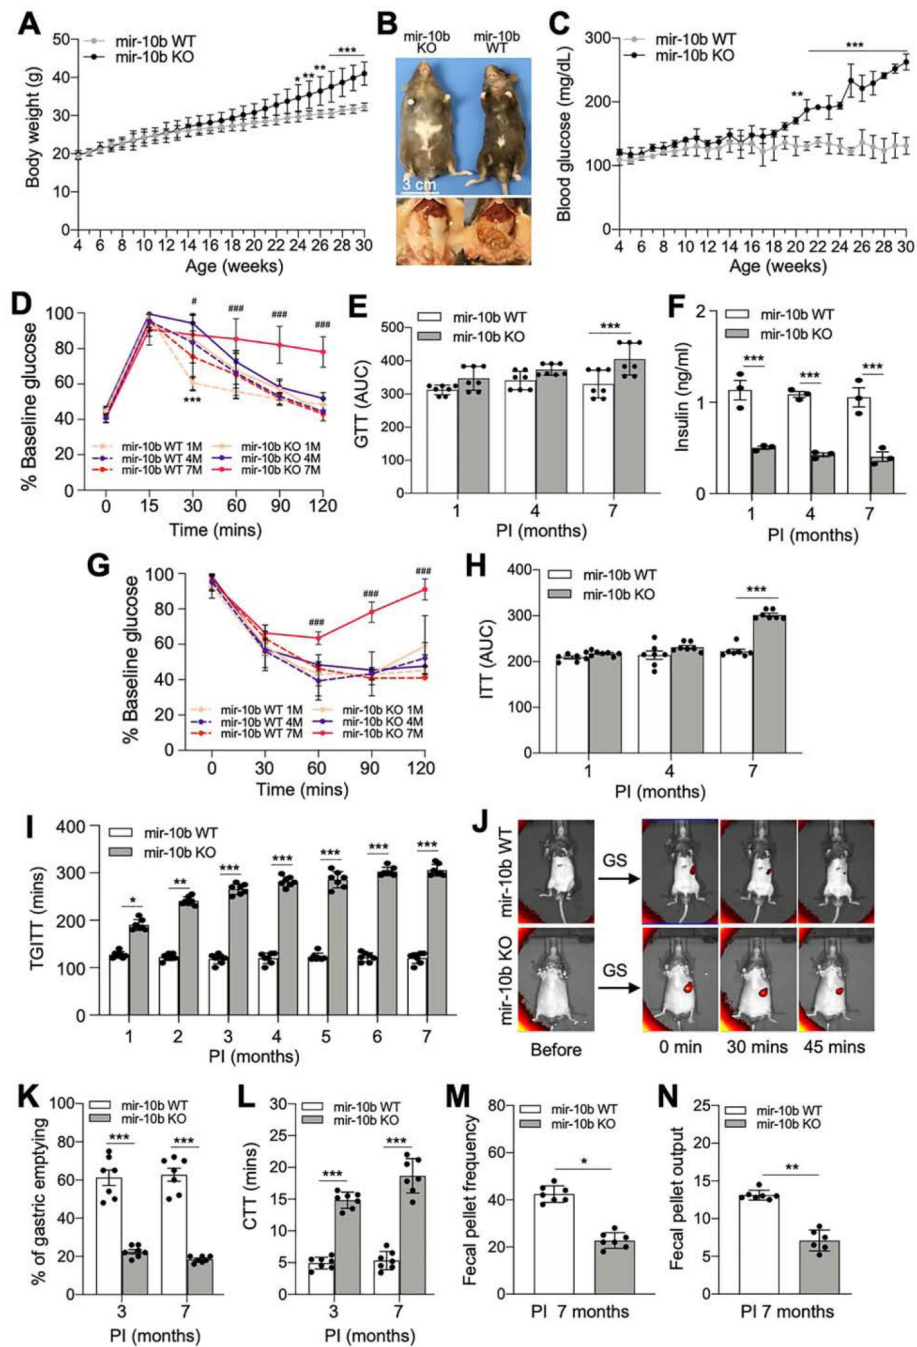 A
mir-10b WT
mir-10b KO
Body weight (g)
50
40
30
20
10
0
* ** ** ***
4 6 8 10 12 14 16 18 20 22 24 26 28 30
Age (weeks)
B
mir-10b KO
mir-10b WT
3 cm
C
mir-10b WT
mir-10b KO
Blood glucose (mg/dL)
300
200
100
0
** ***
4 6 8 10 12 14 16 18 20 22 24 26 28 30
Age (weeks)
D
% Baseline glucose
100
80
60
40
20
0
# ### ### ###
***
mir-10b WT 1M
mir-10b WT 4M
mir-10b WT 7M
mir-10b KO 1M
mir-10b KO 4M
mir-10b KO 7M
0 15 30 60 90 120
Time (mins)
E
mir-10b WT
mir-10b KO
GTT (AUC)
500
400
300
200
100
0
***
1 4 7
PI (months)
F
mir-10b WT
mir-10b KO
Insulin (ng/ml)
2
1
0
*** *** ***
1 4 7
PI (months)
G
% Baseline glucose
100
80
60
40
20
0
### ### ###
mir-10b WT 1M
mir-10b WT 4M
mir-10b WT 7M
mir-10b KO 1M
mir-10b KO 4M
mir-10b KO 7M
0 30 60 90 120
Time (mins)
H
mir-10b WT
mir-10b KO
ITT (AUC)
400
300
200
100
0
***
1 4 7
PI (months)
I
mir-10b WT
mir-10b KO
TGITT (mins)
400
300
200
100
0
* ** *** *** *** *** ***
1 2 3 4 5 6 7
PI (months)
J
mir-10b WT
GS
mir-10b KO
GS
Before 0 min 30 mins 45 mins
K
mir-10b WT
mir-10b KO
% of gastric emptying
100
80
60
40
20
0
*** ***
3 7
PI (months)
L
mir-10b WT
mir-10b KO
CTT (mins)
30
25
20
15
10
5
0
*** ***
3 7
PI (months)
M
mir-10b WT
mir-10b KO
Fecal pellet frequency
80
60
40
20
0
*
PI 7 months
N
mir-10b WT
mir-10b KO
Fecal pellet output
25
20
15
10
5
0
**
PI 7 months